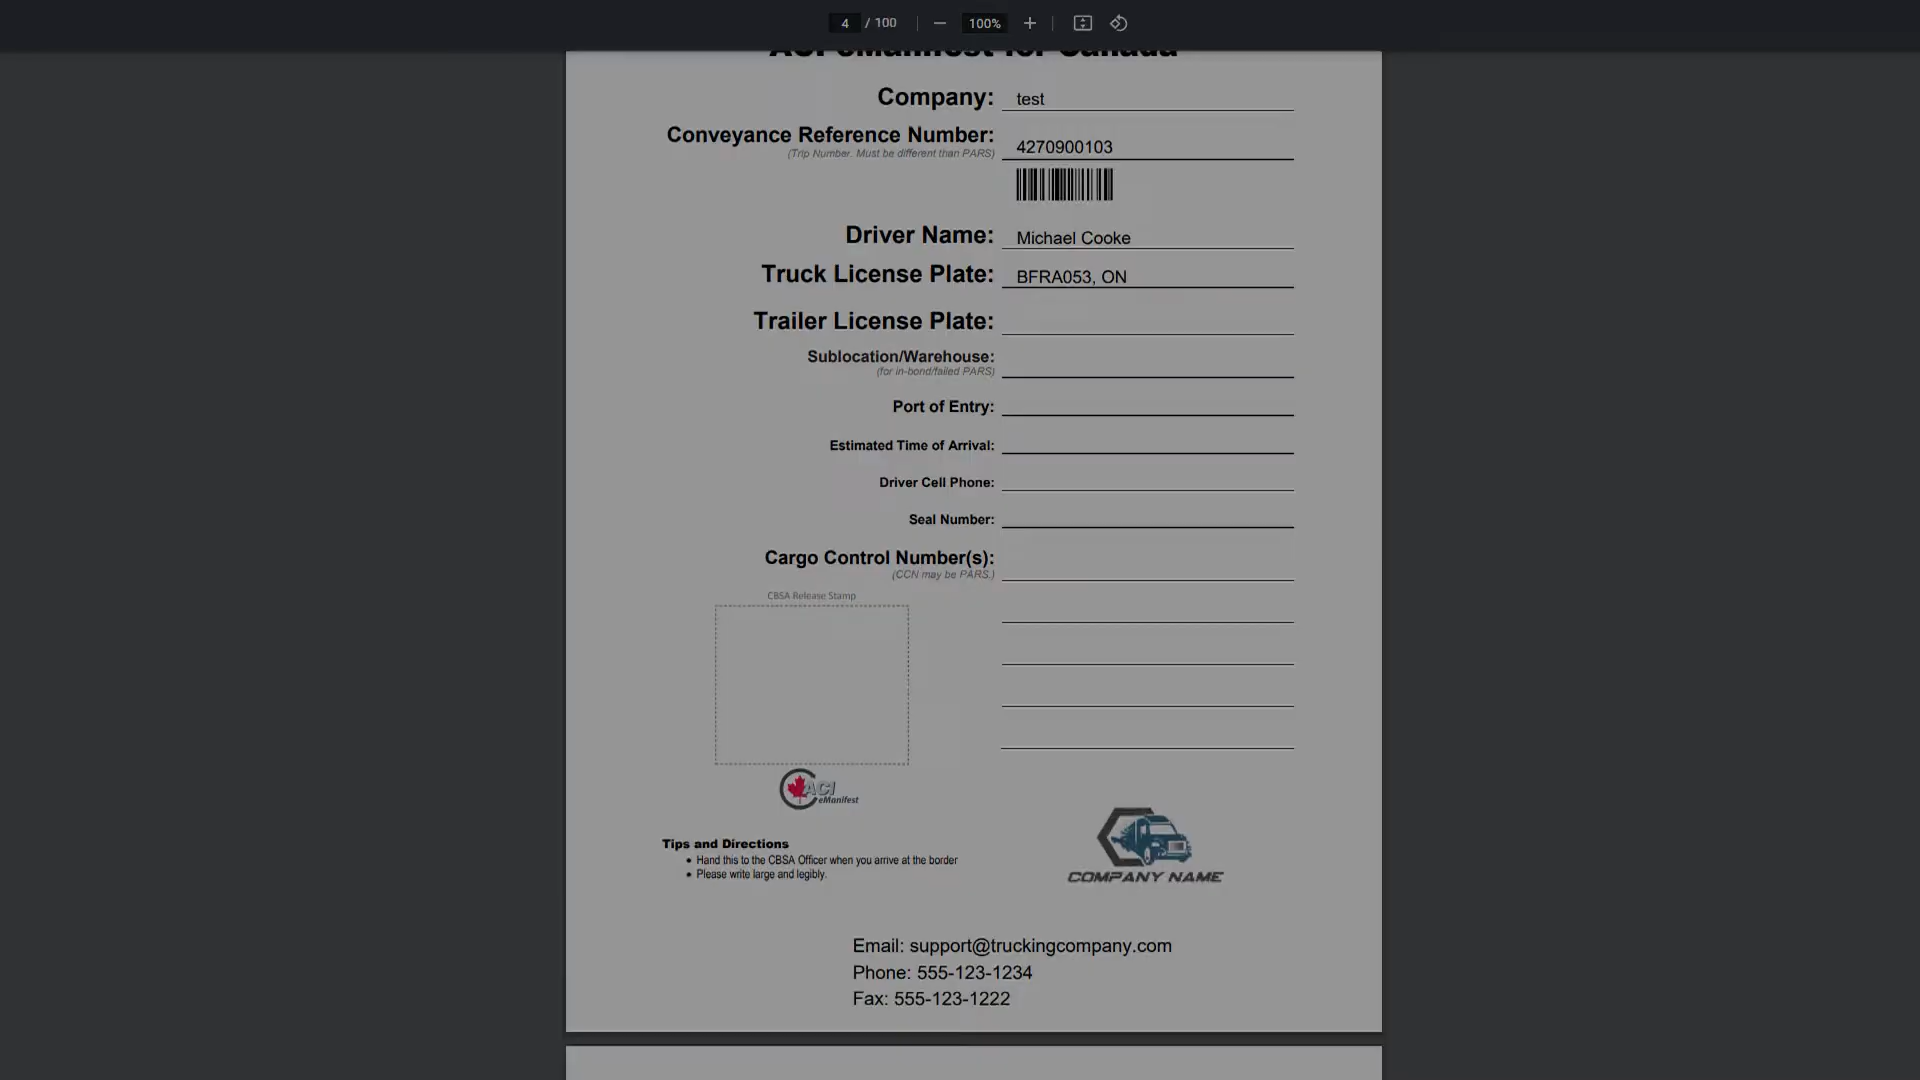 4 / 100 100%
ACI eManifest for Canada
Company: test
Conveyance Reference Number: 4270900103
(Trip Number. Must be different than PARS)
Driver Name: Michael Cooke
Truck License Plate: BFRA053, ON
Trailer License Plate:
Sublocation/Warehouse:
(for in-bond/failed PARS)
Port of Entry:
Estimated Time of Arrival:
Driver Cell Phone:
Seal Number:
Cargo Control Number(s):
(CCN may be PARS.)
CBSA Release Stamp
ACI
eManifest
Tips and Directions
• Hand this to the CBSA Officer when you arrive at the border
• Please write large and legibly.
COMPANY NAME
Email: support@truckingcompany.com
Phone: 555-123-1234
Fax: 555-123-1222